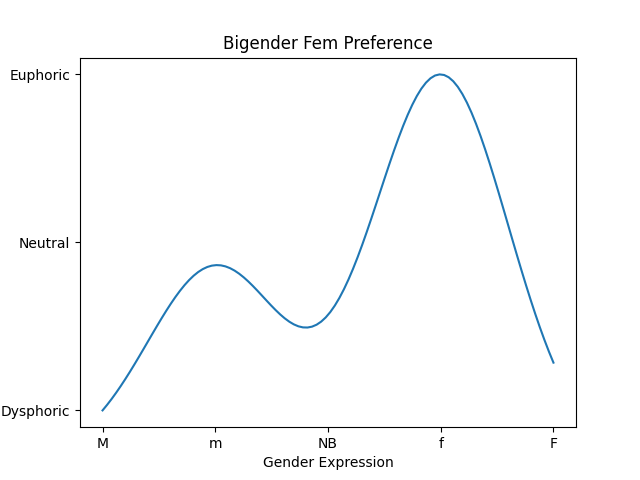 Bigender Fem Preference
Euphoric
Neutral
Dysphoric
M m NB f F
Gender Expression